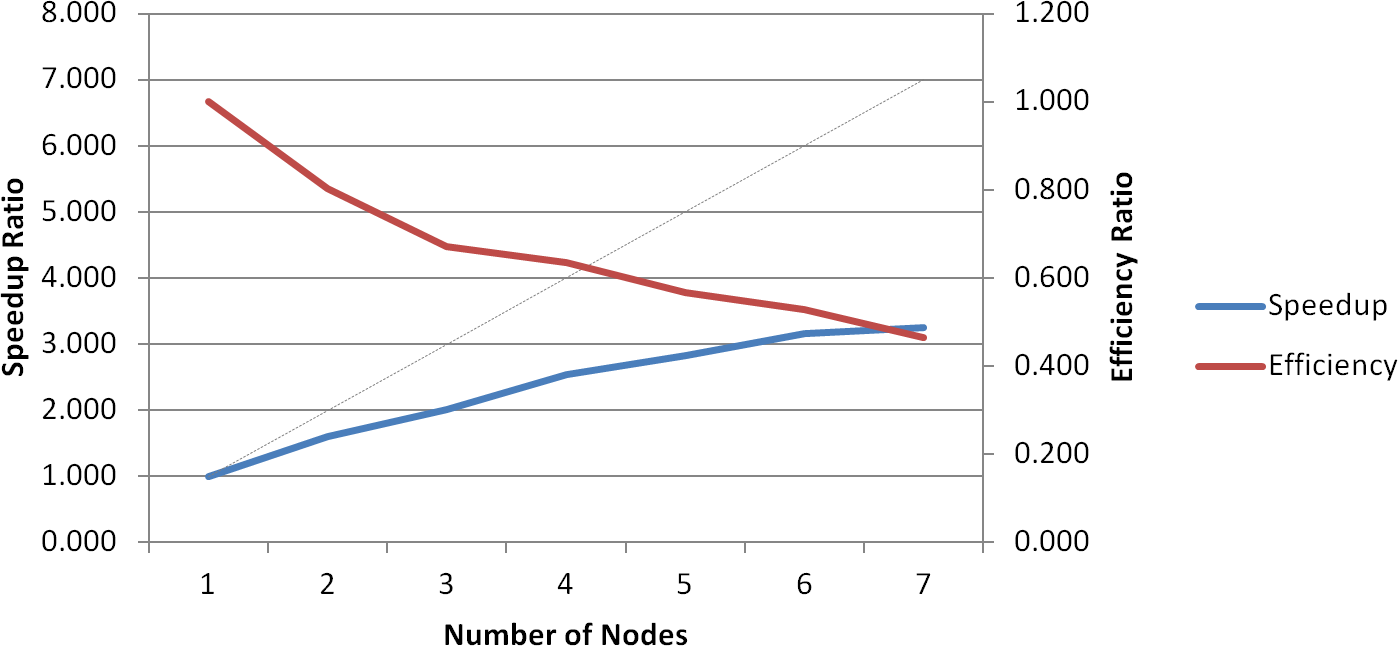 8.000
7.000
6.000
5.000
4.000
3.000
2.000
1.000
0.000
Speedup Ratio
1.200
1.000
0.800
0.600
0.400
0.200
0.000
Efficiency Ratio
1 2 3 4 5 6 7
Number of Nodes
Speedup
Efficiency